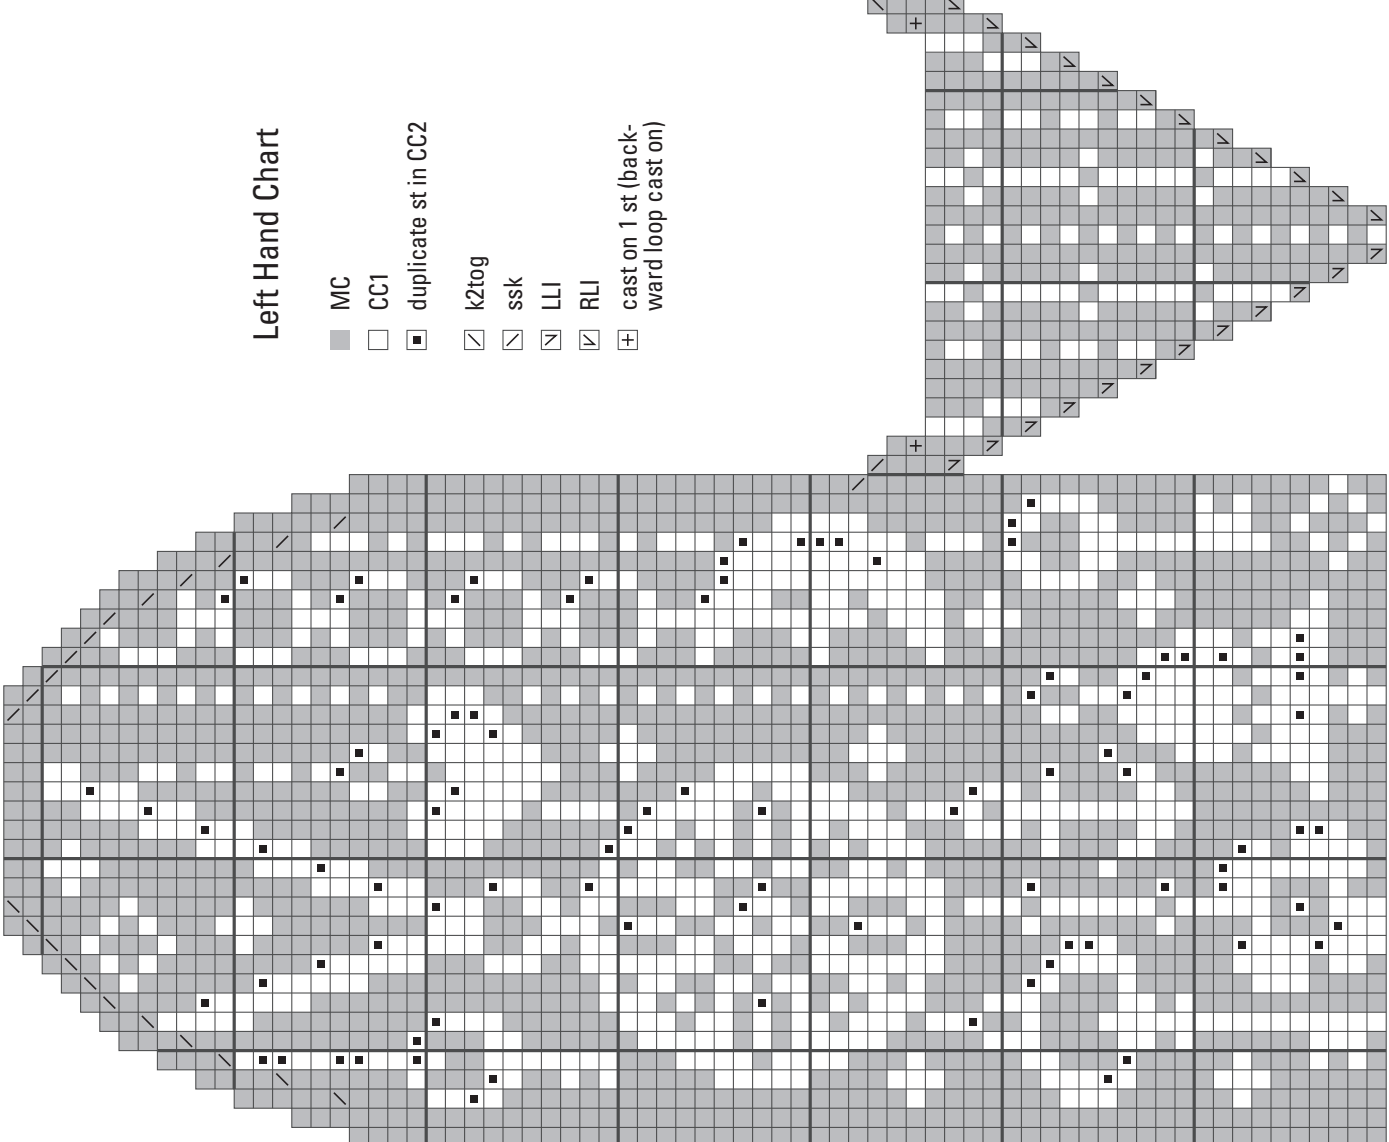 Left Hand Chart
MC
CC1
duplicate st in CC2
k2tog
ssk
LLI
RLI
cast on 1 st (back-
ward loop cast on)